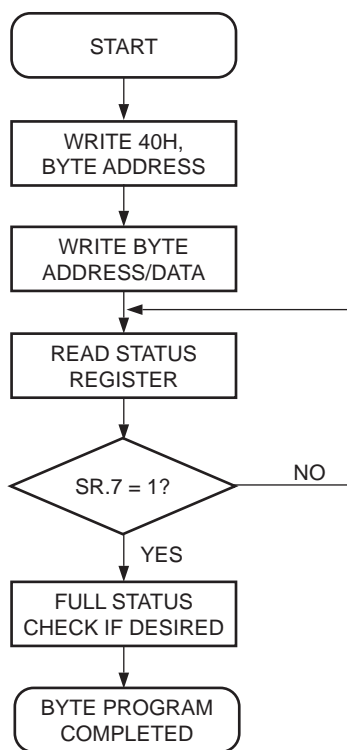 START
WRITE 40H,
BYTE ADDRESS
WRITE BYTE
ADDRESS/DATA
READ STATUS
REGISTER
SR.7 = 1?
NO
YES
FULL STATUS
CHECK IF DESIRED
BYTE PROGRAM
COMPLETED